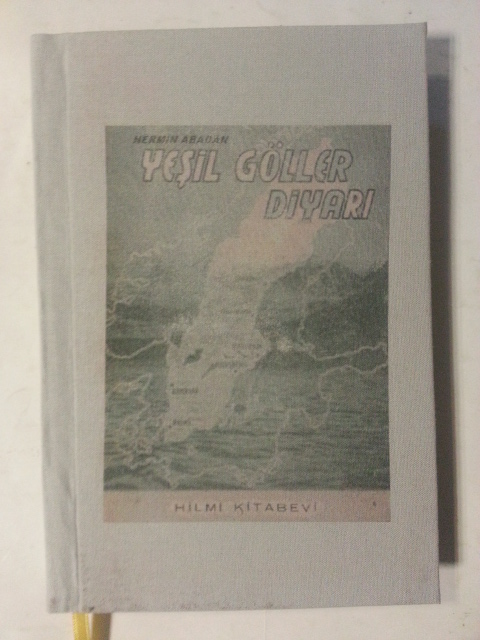 NERMİN ABADAN
YEŞİL GÖLLER
DİYARI
HİLMİ KİTABEVİ